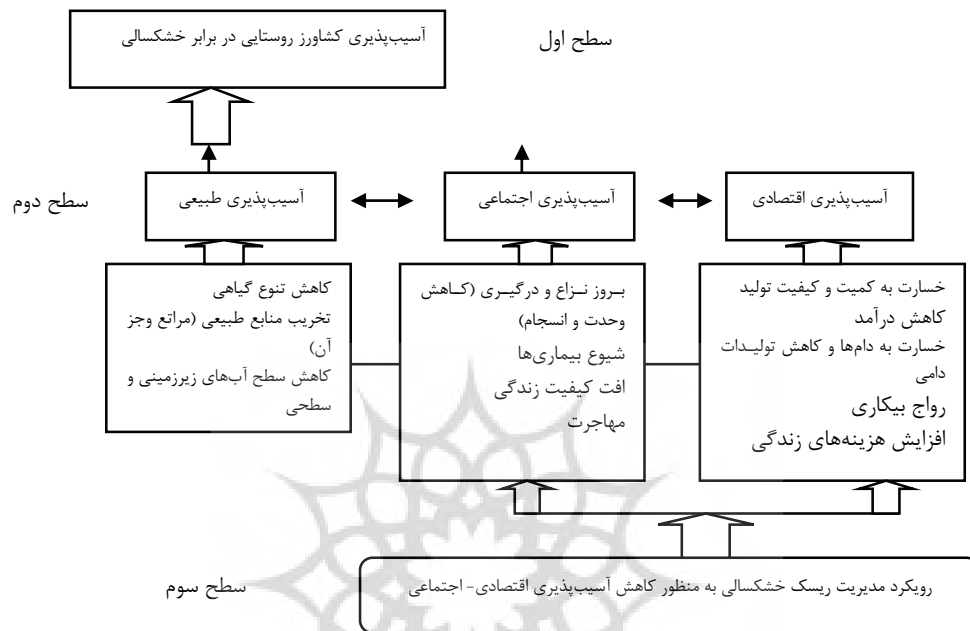 آسیب‌پذیری کشاورز روستایی در برابر خشکسالی
سطح اول
آسیب‌پذیری اقتصادی
آسیب‌پذیری اجتماعی
آسیب‌پذیری طبیعی
سطح دوم
خسارت به کمیت و کیفیت تولید
کاهش درآمد
خسارت به دام‌ها و کاهش تولیـدات
دامی
رواج بیکاری
افزایش هزینه‌های زندگی
بـروز نـزاع و درگیـری (کـاهش
وحدت و انسجام)
شیوع بیماری‌ها
افت کیفیت زندگی
مهاجرت
کاهش تنوع گیاهی
تخریب منابع طبیعی (مراتع وجز
آن)
کاهش سطح آب‌های زیرزمینی و
سطحی
رویکرد مدیریت ریسک خشکسالی به منظور کاهش آسیب‌پذیری اقتصادی- اجتماعی
سطح سوم